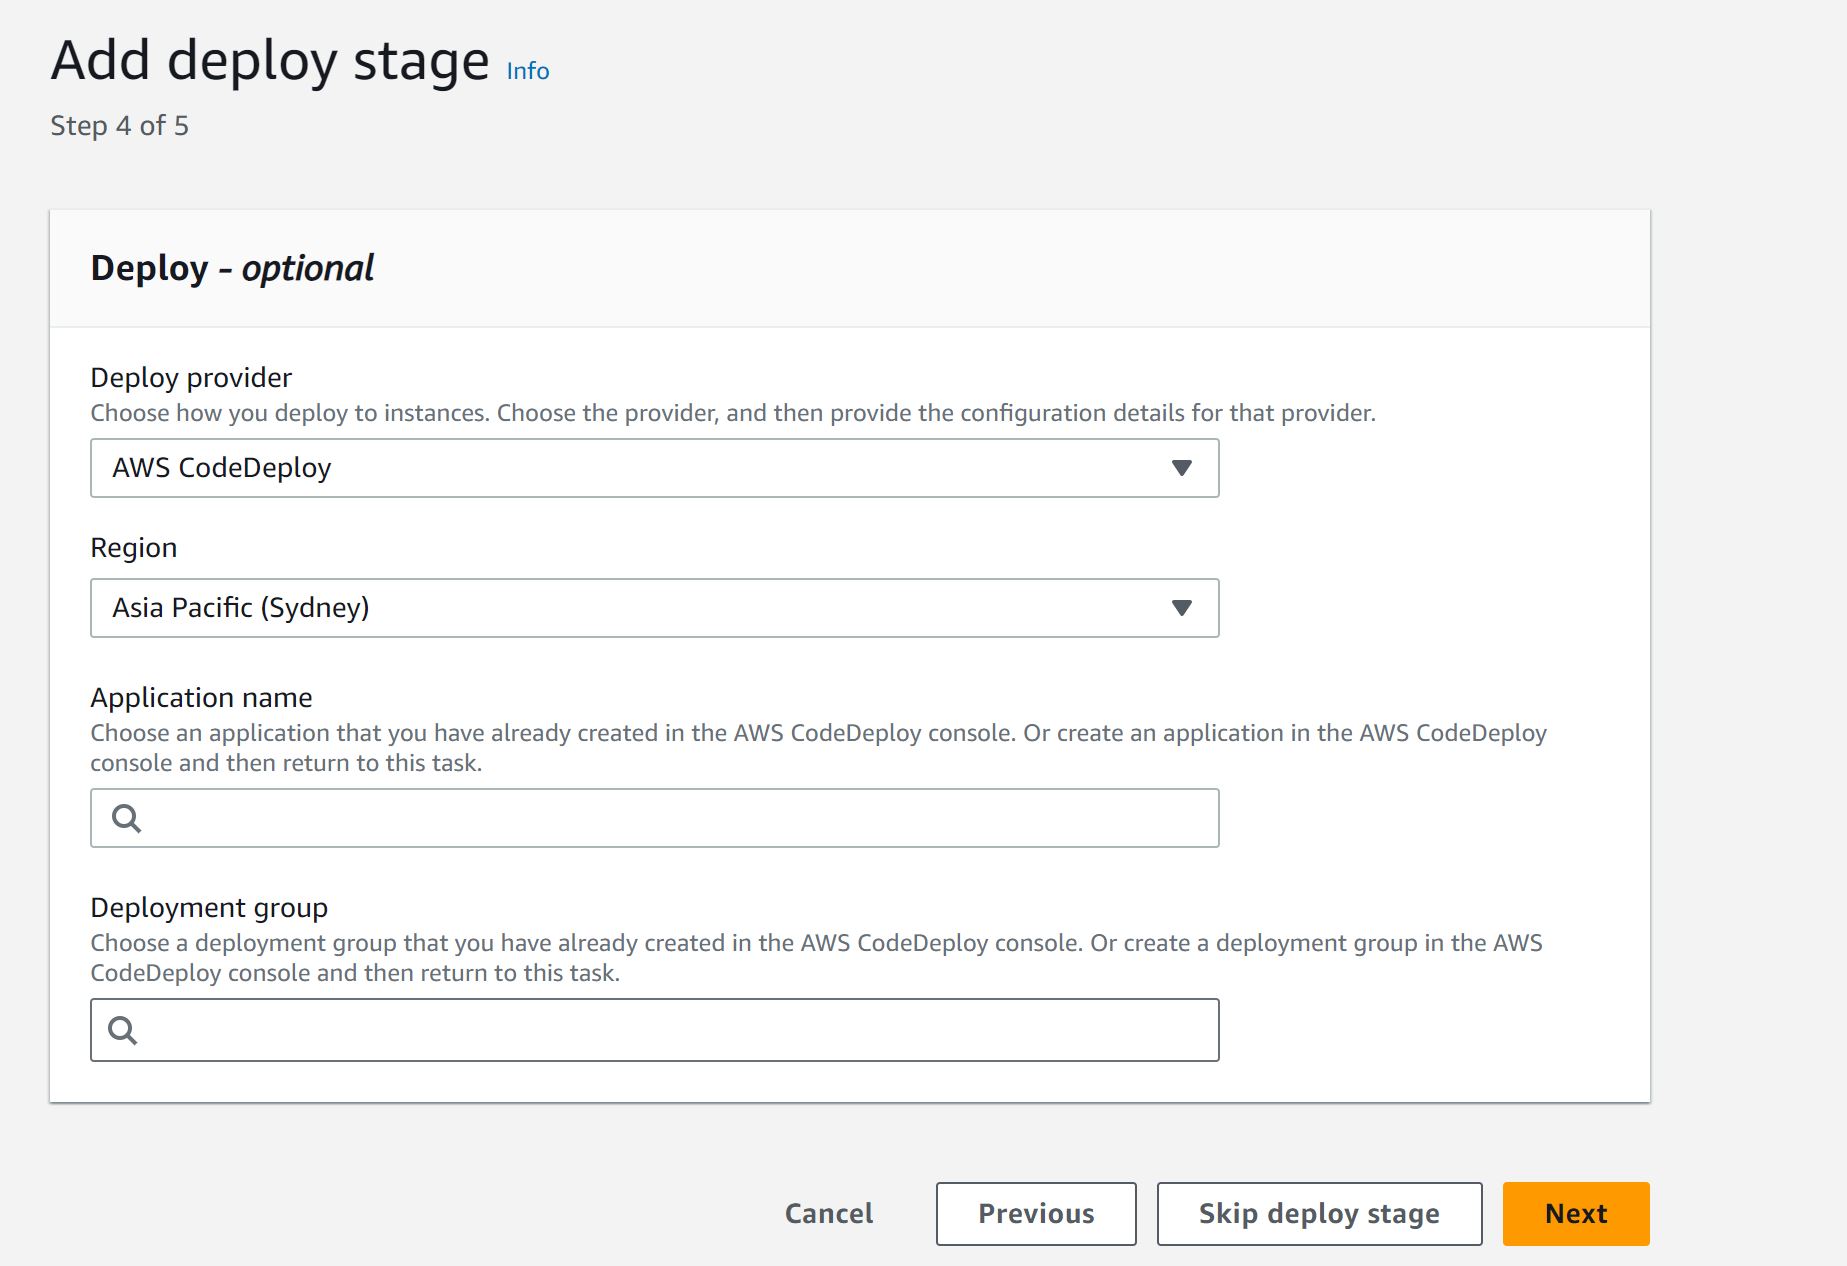 Add deploy stage Info
Step 4 of 5
Deploy - optional
Deploy provider
Choose how you deploy to instances. Choose the provider, and then provide the configuration details for that provider.
AWS CodeDeploy
Region
Asia Pacific (Sydney)
Application name
Choose an application that you have already created in the AWS CodeDeploy console. Or create an application in the AWS CodeDeploy
console and then return to this task.
Deployment group
Choose a deployment group that you have already created in the AWS CodeDeploy console. Or create a deployment group in the AWS
CodeDeploy console and then return to this task.
Cancel Previous Skip deploy stage Next